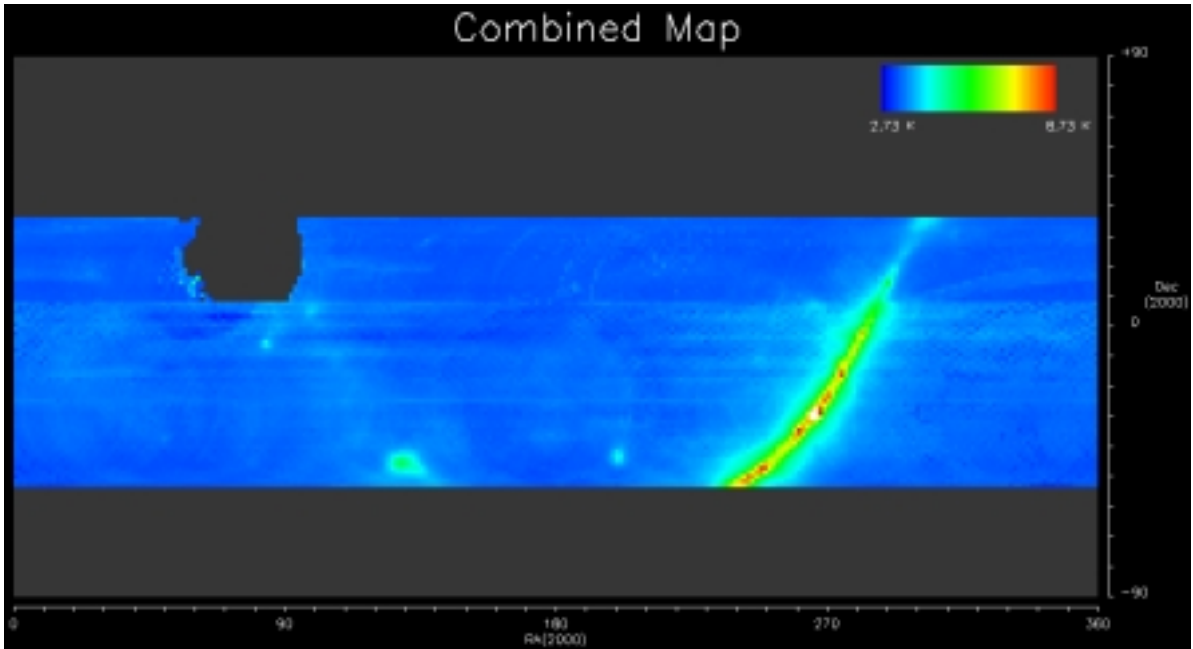 Combined Map
+90
2.73 K 8.73 K
Dec
(2000)
0
-90
0 90 180 270 360
RA(2000)